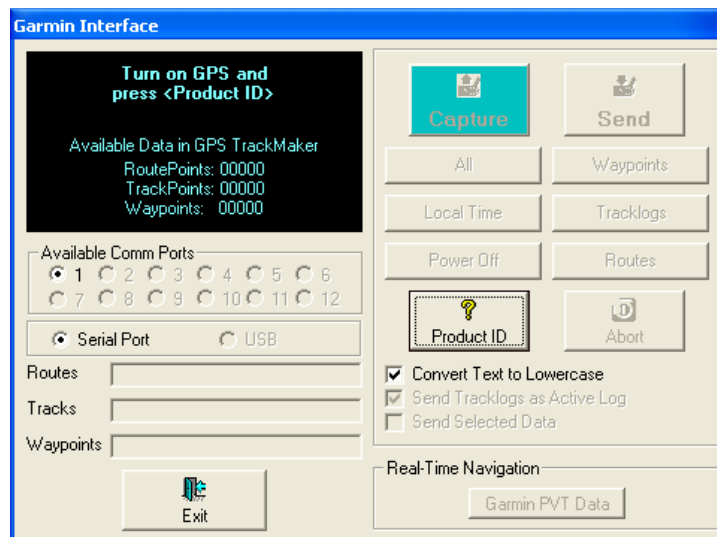 Garmin Interface
Turn on GPS and
press <Product ID>
Available Data in GPS TrackMaker
RoutePoints: 00000
TrackPoints: 00000
Waypoints: 00000
Available Comm Ports
1 2 3 4 5 6
7 8 9 10 11 12
Serial Port USB
Routes
Tracks
Waypoints
Exit
Capture Send
All Waypoints
Local Time Tracklogs
Power Off Routes
Product ID Abort
Convert Text to Lowercase
Send Tracklogs as Active Log
Send Selected Data
Real-Time Navigation
Garmin PVT Data